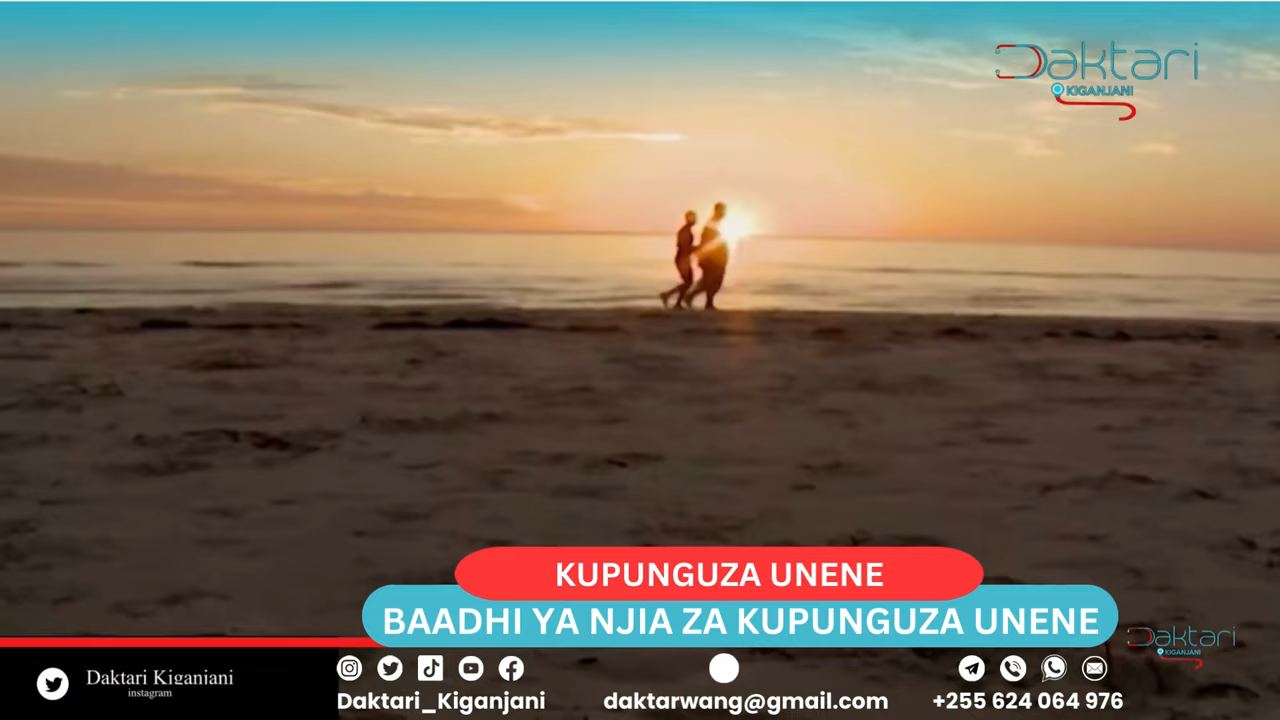 Daktari
KIGANJANI
KUPUNGUZA UNENE
BAADHI YA NJIA ZA KUPUNGUZA UNENE
Daktari
KIGANJANI
Daktari Kiganjani
instagram
Daktari_Kiganjani
daktarwang@gmail.com
+255 624 064 976